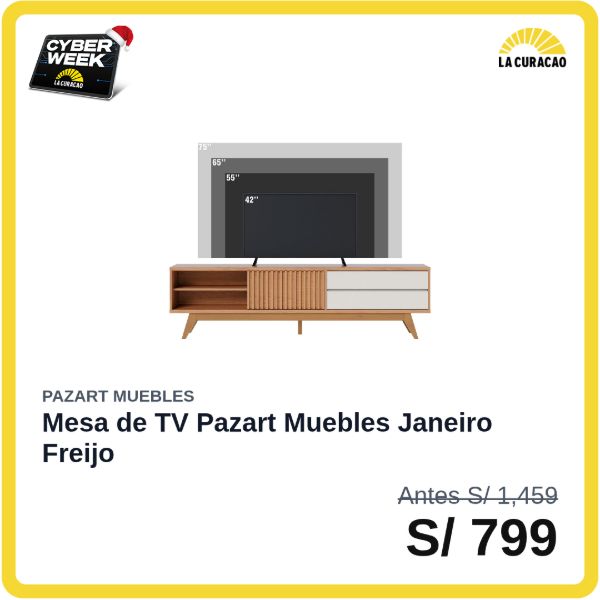 CYBER
WEEK
LA CURACAO
LA CURACAO
75"
65"
55"
42"
PAZART MUEBLES
Mesa de TV Pazart Muebles Janeiro
Freijo
Antes S/ 1,459
S/ 799